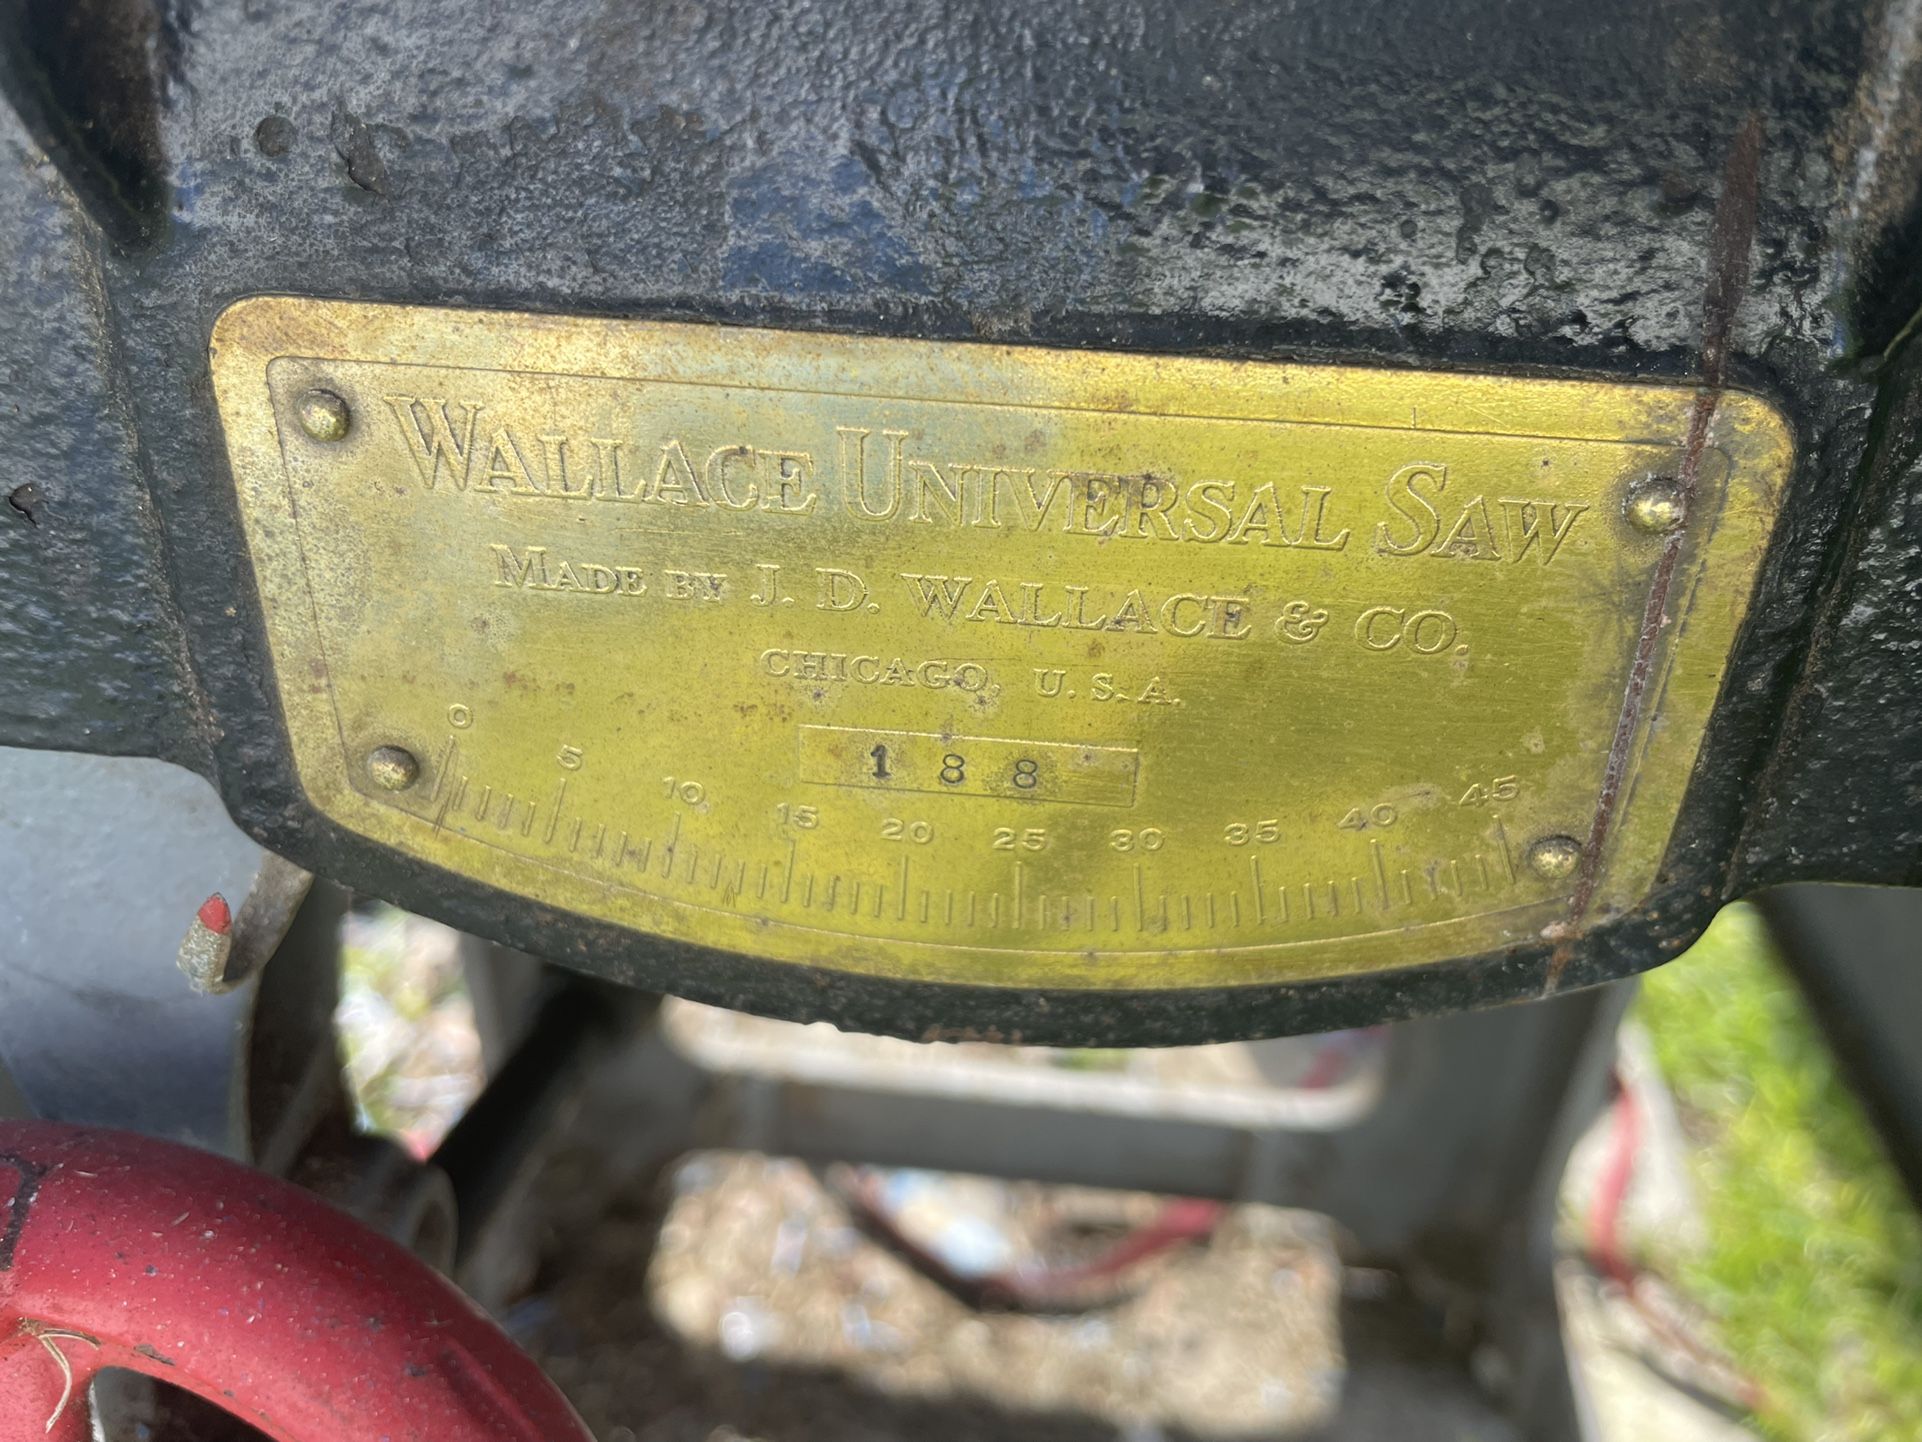 WALLACE UNIVERSAL SAW
MADE BY J. D. WALLACE & CO.
CHICAGO, U. S. A.
188
0 5 10 15 20 25 30 35 40 45